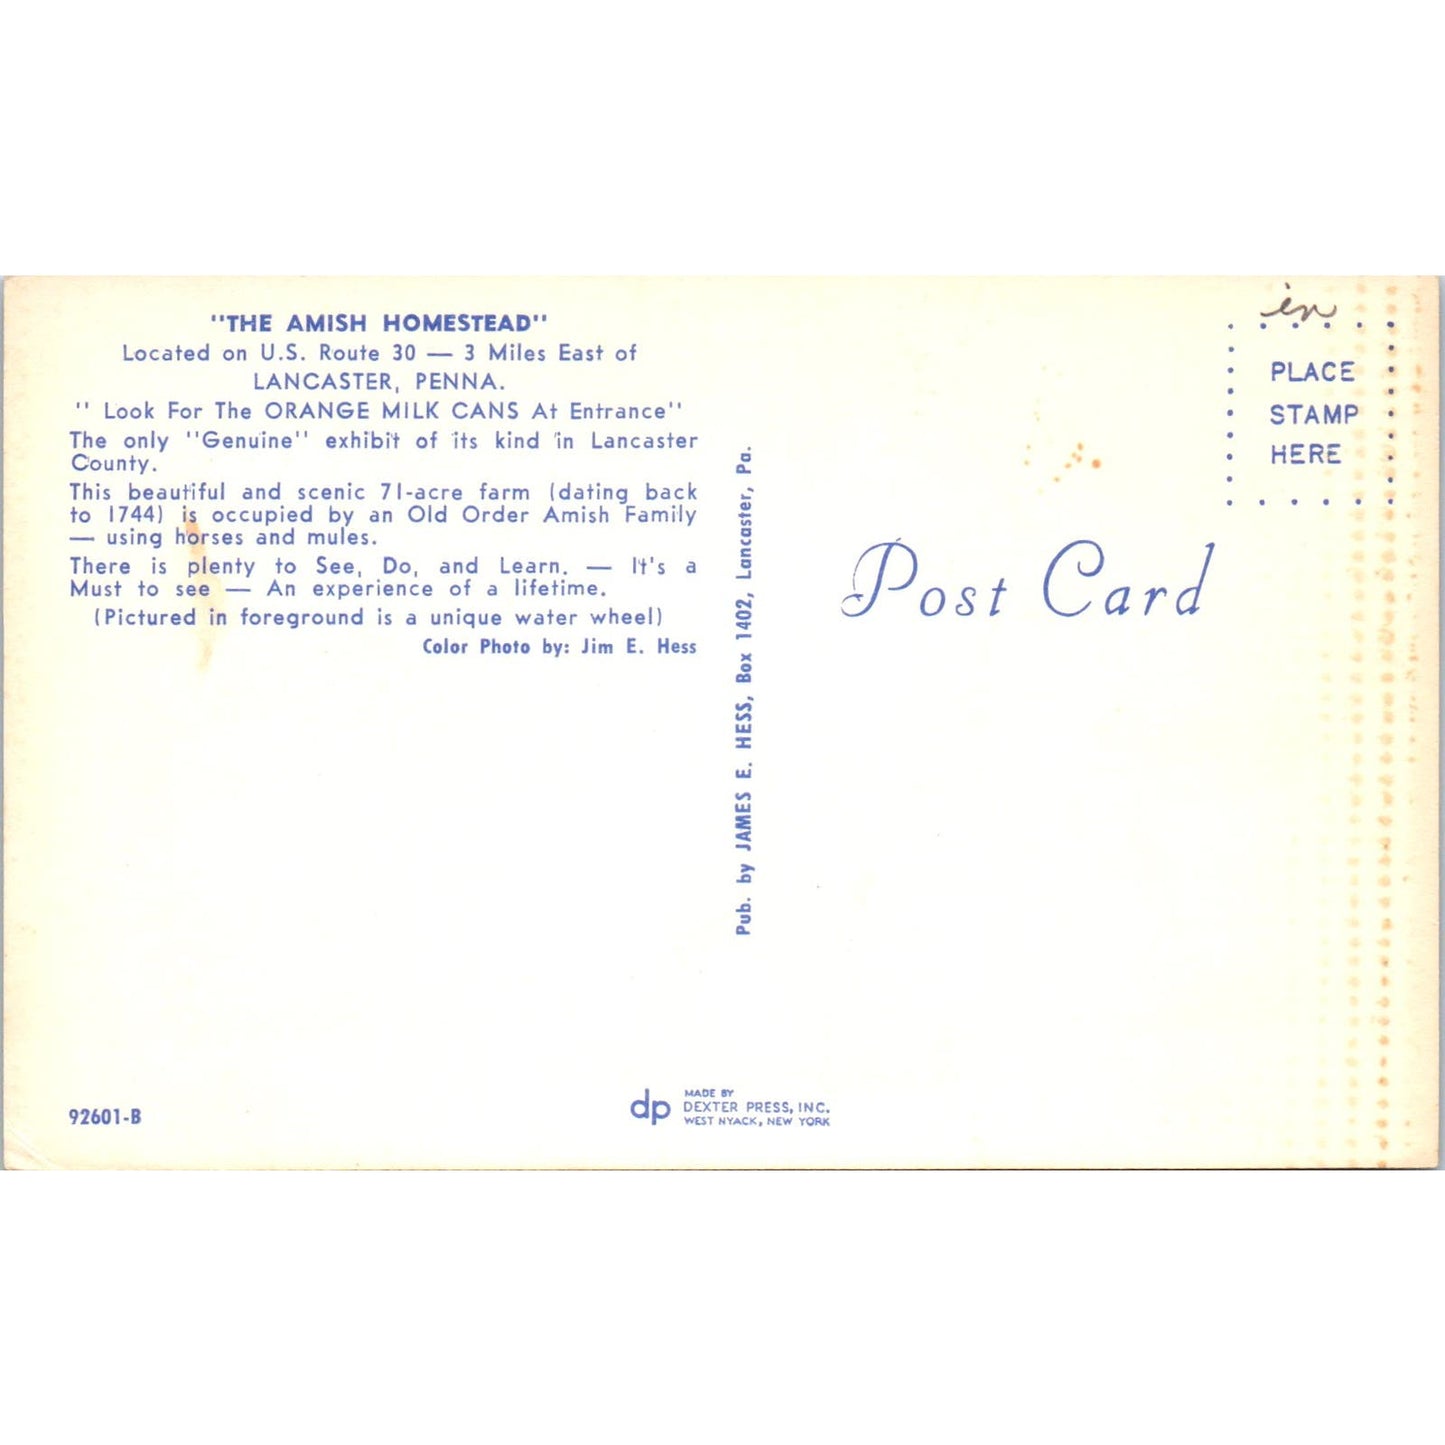 "THE AMISH HOMESTEAD"
Located on U.S. Route 30 — 3 Miles East of
LANCASTER, PENNA.
" Look For The ORANGE MILK CANS At Entrance"
The only "Genuine" exhibit of its kind in Lancaster
County.
This beautiful and scenic 71-acre farm (dating back
to 1744) is occupied by an Old Order Amish Family
— using horses and mules.
There is plenty to See, Do, and Learn. — It's a
Must to see — An experience of a lifetime.
(Pictured in foreground is a unique water wheel)
Color Photo by: Jim E. Hess
92601-B
Pub. by JAMES E. HESS, Box 1402, Lancaster, Pa.
dp
MADE BY
DEXTER PRESS, INC.
WEST NYACK, NEW YORK
Post Card
en
PLACE
STAMP
HERE